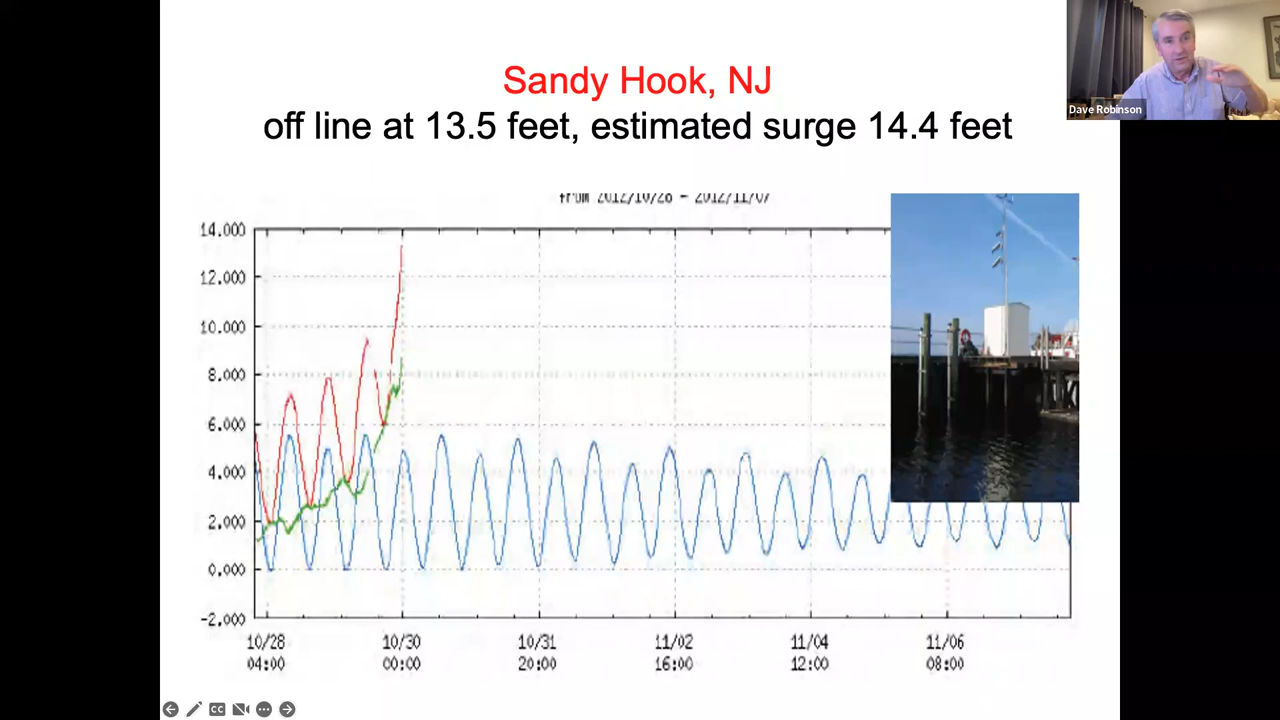 Sandy Hook, NJ
off line at 13.5 feet, estimated surge 14.4 feet
Dave Robinson
from 2012/10/28 - 2012/11/07
14.000
12.000
10.000
8.000
6.000
4.000
2.000
0.000
-2.000
10/28 10/30 10/31 11/02 11/04 11/06
04:00 00:00 20:00 16:00 12:00 08:00
CC